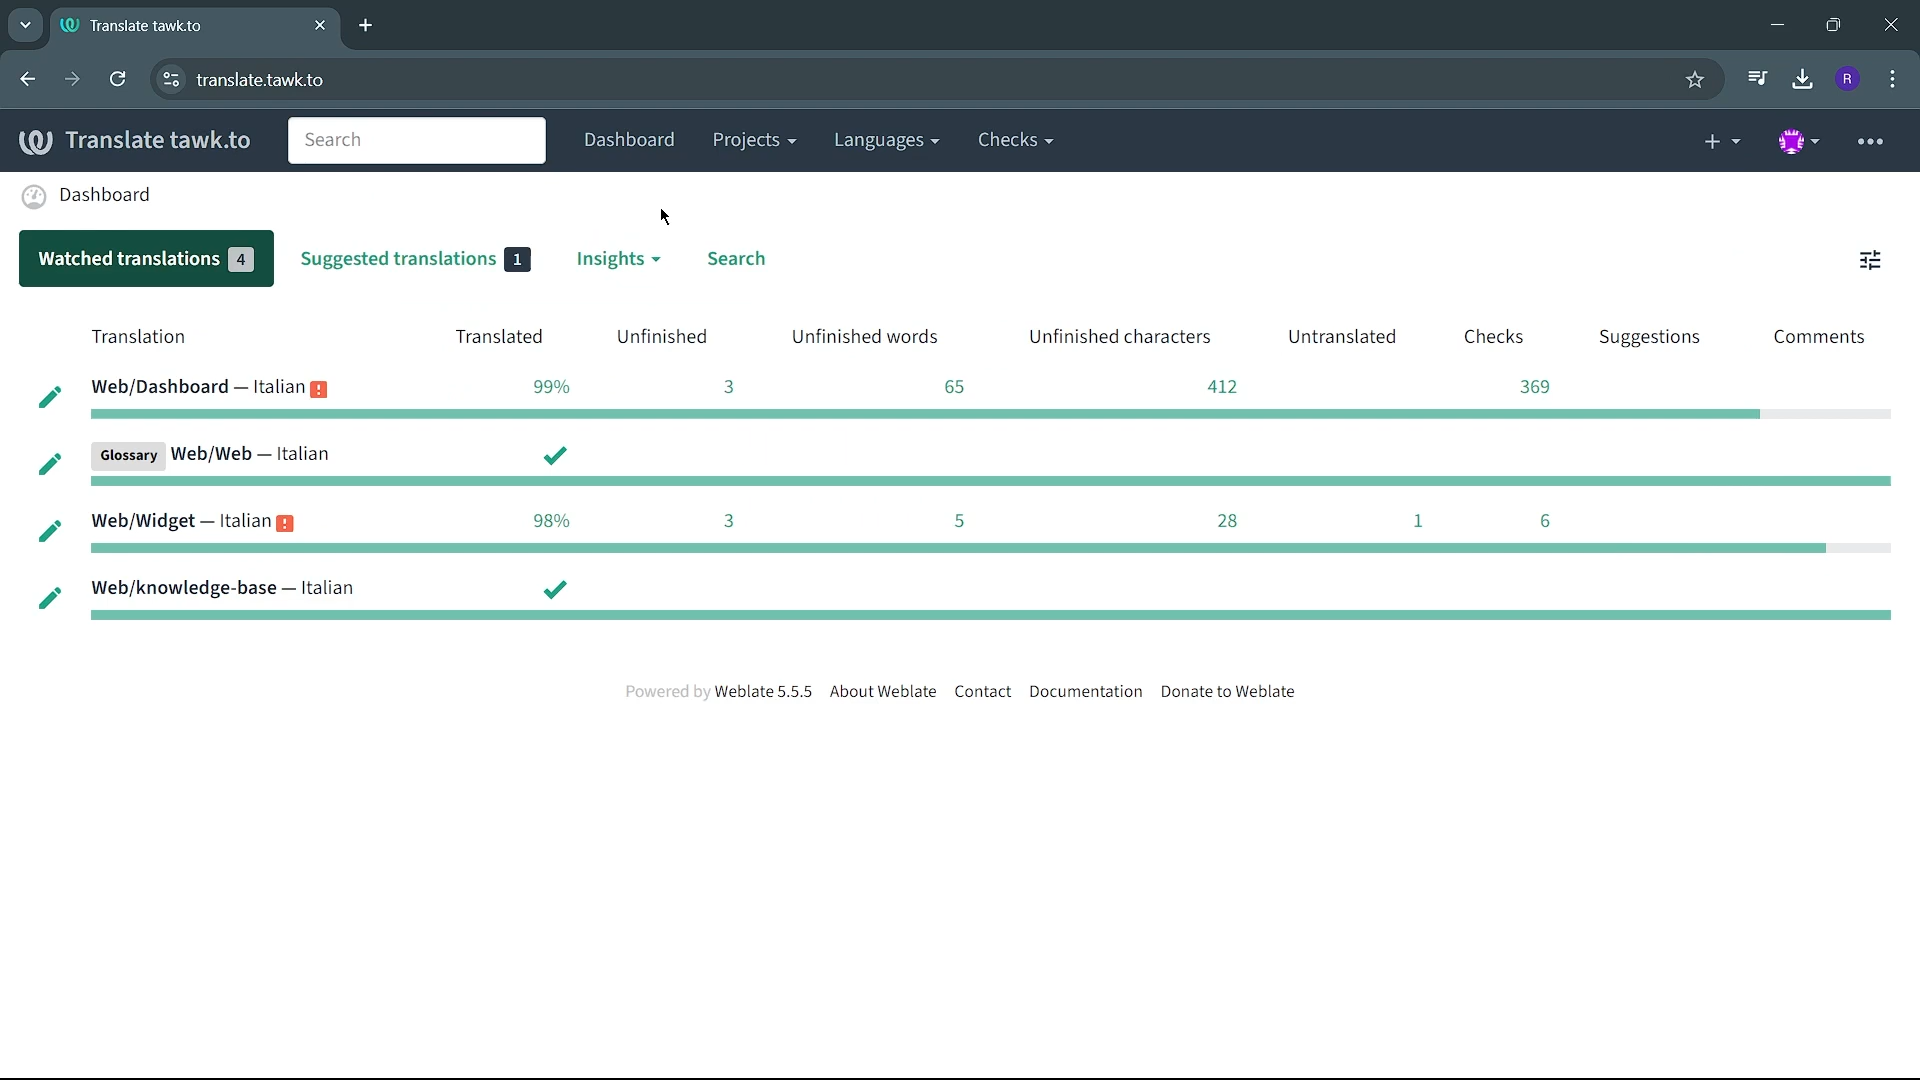 Translate tawk.to
translate.tawk.to
R
Translate tawk.to Search Dashboard Projects Languages Checks
Dashboard
Watched translations 4 Suggested translations 1 Insights Search
Translation Translated Unfinished Unfinished words Unfinished characters Untranslated Checks Suggestions Comments
Web/Dashboard — Italian ! 99% 3 65 412 369
Glossary Web/Web — Italian
Web/Widget — Italian ! 98% 3 5 28 1 6
Web/knowledge-base — Italian
Powered by Weblate 5.5.5 About Weblate Contact Documentation Donate to Weblate